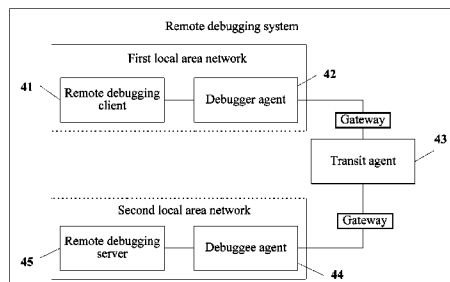 Remote debugging system
First local area network
41
Remote debugging
client
Debugger agent
42
Gateway
Transit agent
43
Gateway
Second local area network
Remote debugging
server
45
Debuggee agent
44